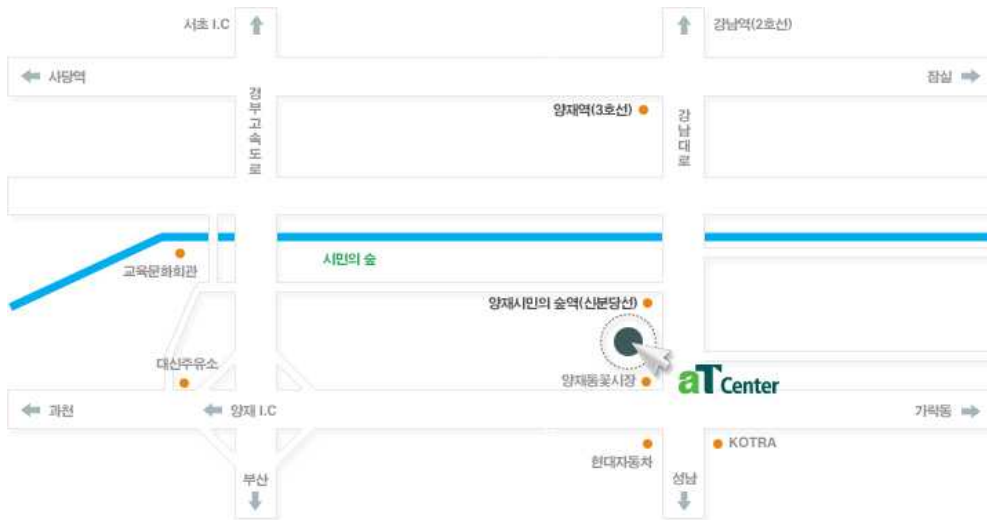 서초 I.C
강남역(2호선)
사당역
잠실
경부고속도로
양재역(3호선)
강남대로
시민의 숲
교육문화회관
양재시민의 숲역(신분당선)
대신주유소
양재동꽃시장
aT Center
과천
양재 I.C
가락동
현대자동차
KOTRA
부산
성남